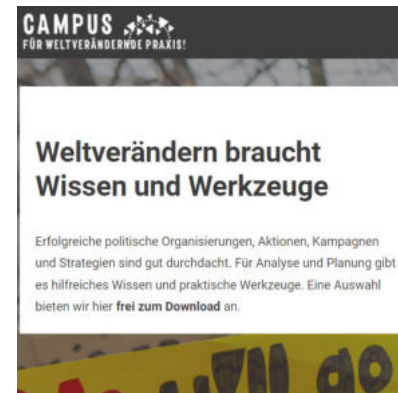 CAMPUS
FÜR WELTVERÄNDERNDE PRAXIS!
Weltverändern braucht
Wissen und Werkzeuge
Erfolgreiche politische Organisierungen, Aktionen, Kampagnen
und Strategien sind gut durchdacht. Für Analyse und Planung gibt
es hilfreiches Wissen und praktische Werkzeuge. Eine Auswahl
bieten wir hier frei zum Download an.
will go